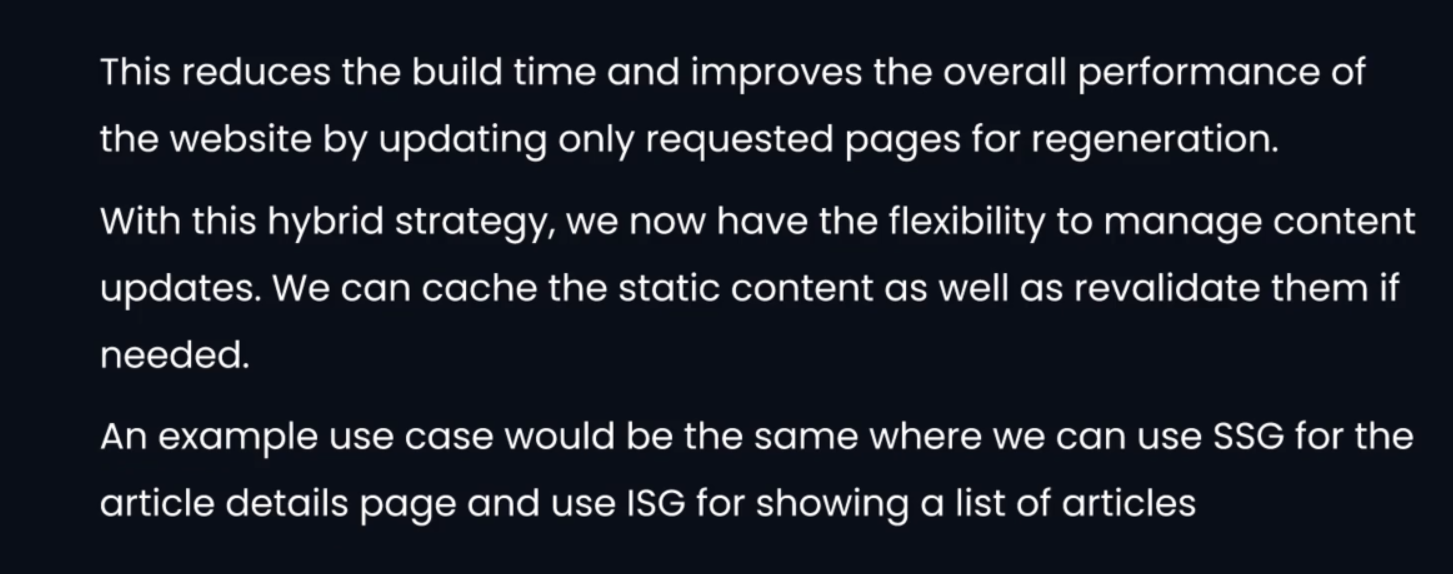 This reduces the build time and improves the overall performance of
the website by updating only requested pages for regeneration.
With this hybrid strategy, we now have the flexibility to manage content
updates. We can cache the static content as well as revalidate them if
needed.
An example use case would be the same where we can use SSG for the
article details page and use ISG for showing a list of articles